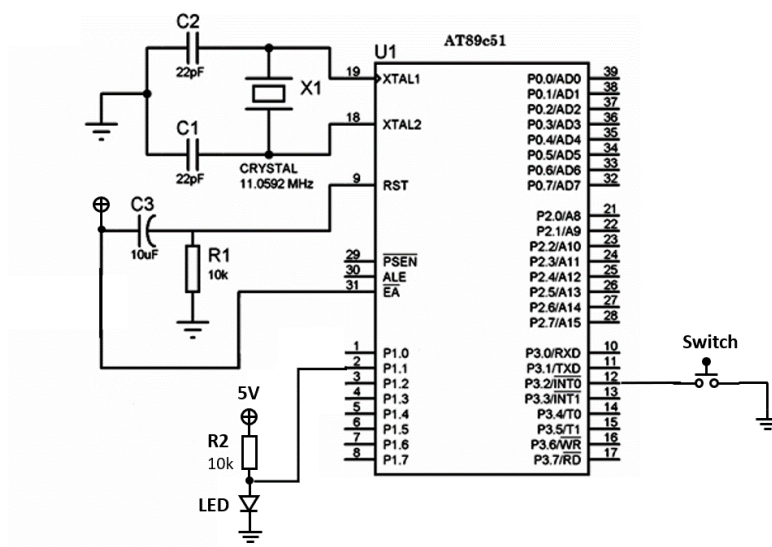 AT89c51
U1
C2
22pF
X1
C1
22pF
CRYSTAL
11.0592 MHz
C3
10uF
R1
10k
19 XTAL1
18 XTAL2
9 RST
29 PSEN
30 ALE
31 EA
1 P1.0
2 P1.1
3 P1.2
4 P1.3
5 P1.4
6 P1.5
7 P1.6
8 P1.7
P0.0/AD0 39
P0.1/AD1 38
P0.2/AD2 37
P0.3/AD3 36
P0.4/AD4 35
P0.5/AD5 34
P0.6/AD6 33
P0.7/AD7 32
P2.0/A8 21
P2.1/A9 22
P2.2/A10 23
P2.3/A11 24
P2.4/A12 25
P2.5/A13 26
P2.6/A14 27
P2.7/A15 28
P3.0/RXD 10
P3.1/TXD 11
P3.2/INT0 12
P3.3/INT1 13
P3.4/T0 14
P3.5/T1 15
P3.6/WR 16
P3.7/RD 17
Switch
5V
R2
10k
LED